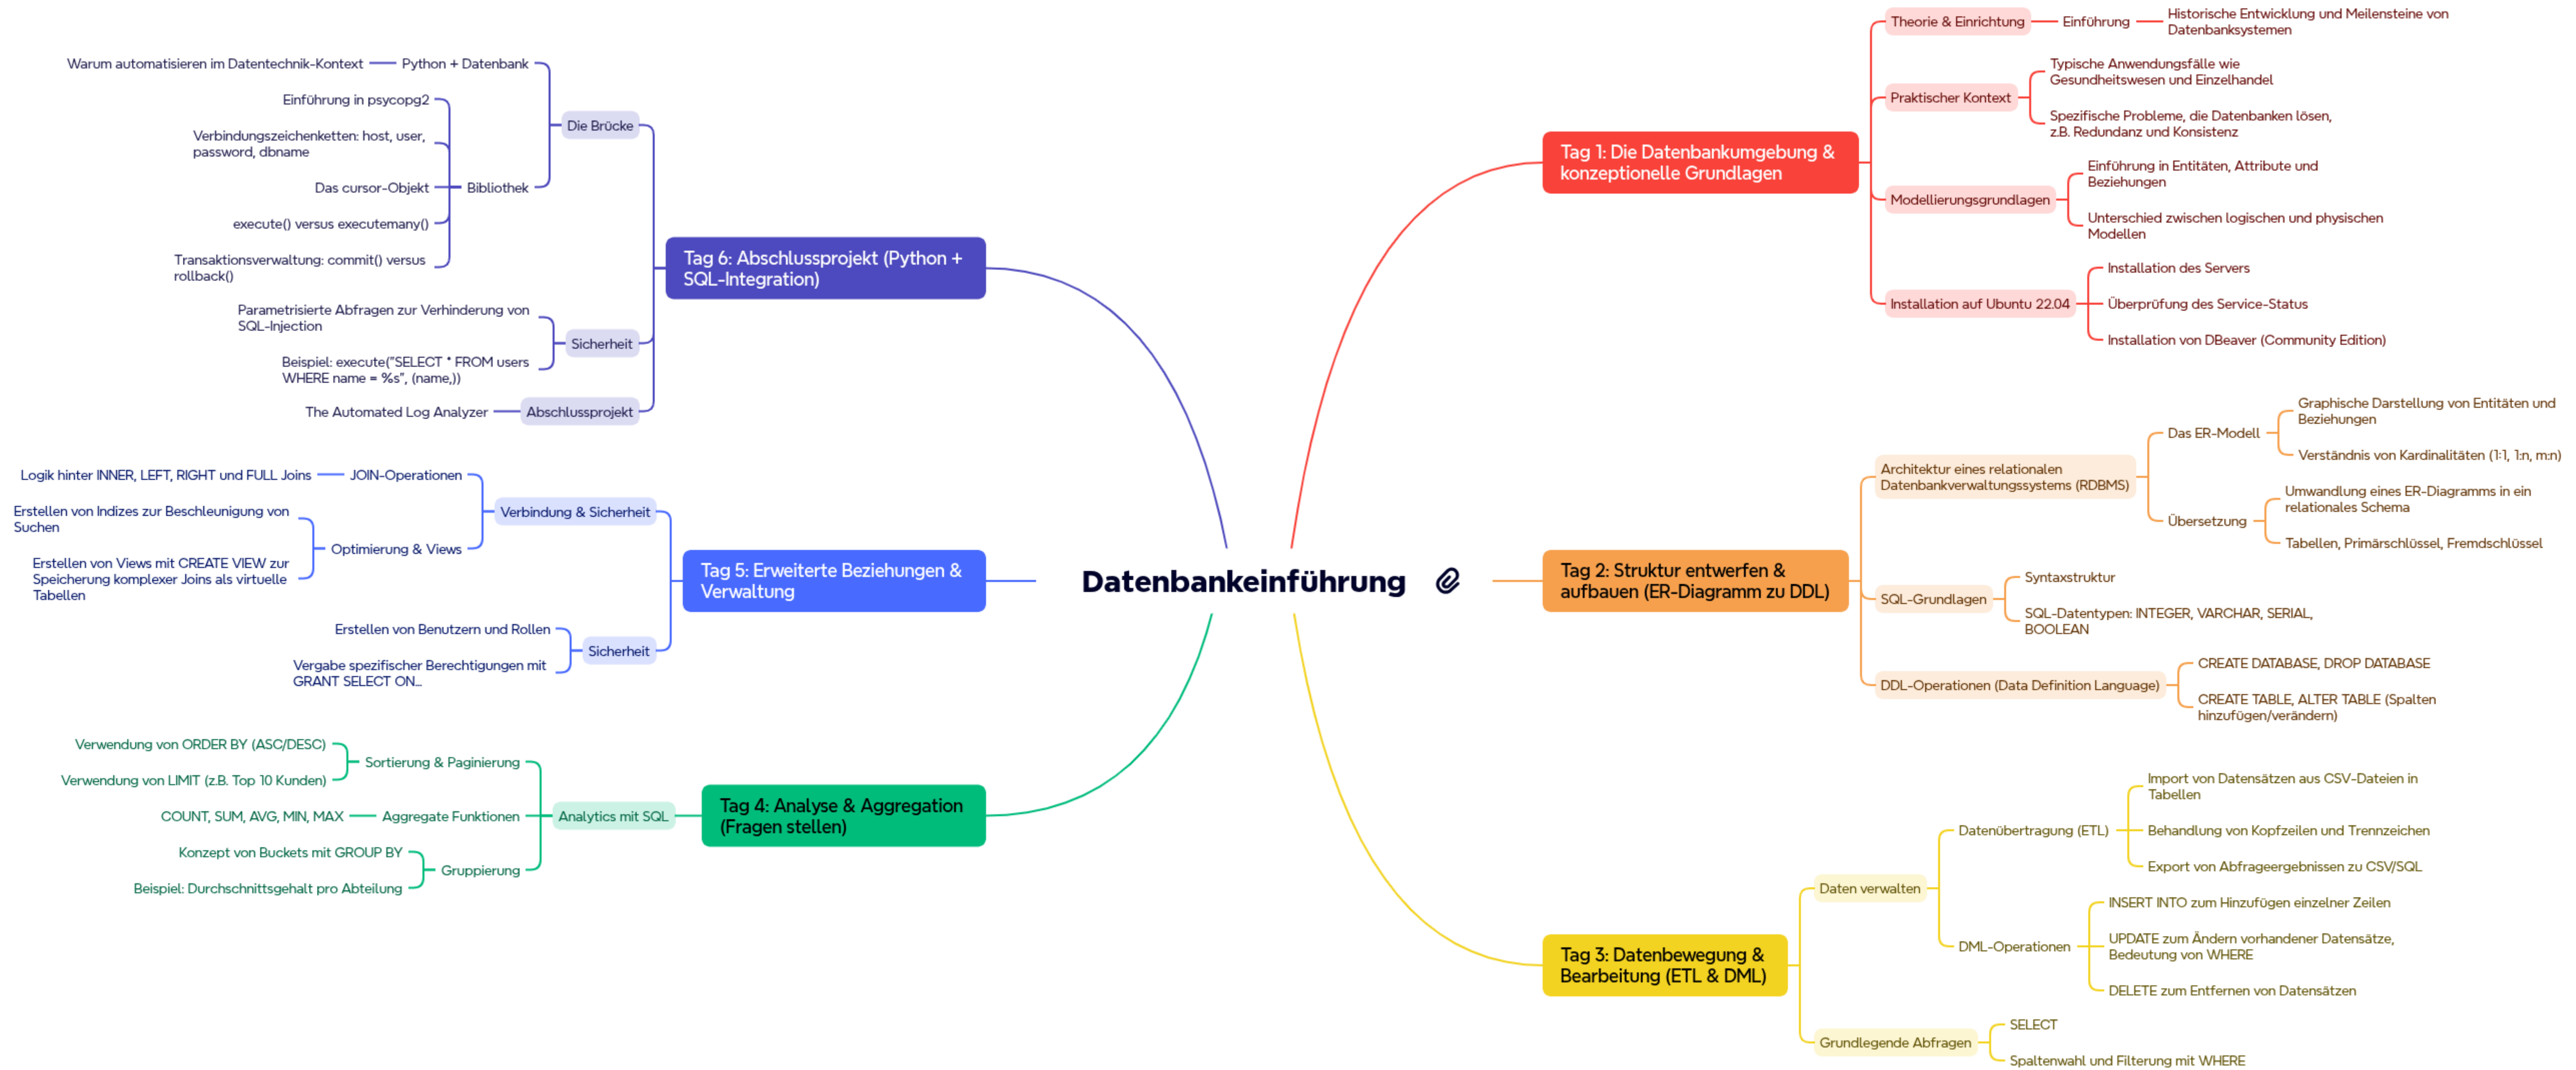 Datenbankeinführung
Tag 1: Die Datenbankumgebung &
konzeptionelle Grundlagen
Theorie & Einrichtung
Einführung
Historische Entwicklung und Meilensteine von
Datenbanksystemen
Praktischer Kontext
Typische Anwendungsfälle wie
Gesundheitswesen und Einzelhandel
Spezifische Probleme, die Datenbanken lösen,
z.B. Redundanz und Konsistenz
Modellierungsgrundlagen
Einführung in Entitäten, Attribute und
Beziehungen
Unterschied zwischen logischen und physischen
Modellen
Installation auf Ubuntu 22.04
Installation des Servers
Überprüfung des Service-Status
Installation von DBeaver (Community Edition)
Tag 2: Struktur entwerfen &
aufbauen (ER-Diagramm zu DDL)
Architektur eines relationalen
Datenbankverwaltungssystems (RDBMS)
Das ER-Modell
Graphische Darstellung von Entitäten und
Beziehungen
Verständnis von Kardinalitäten (1:1, 1:n, m:n)
Übersetzung
Umwandlung eines ER-Diagramms in ein
relationales Schema
Tabellen, Primärschlüssel, Fremdschlüssel
SQL-Grundlagen
Syntaxstruktur
SQL-Datentypen: INTEGER, VARCHAR, SERIAL,
BOOLEAN
DDL-Operationen (Data Definition Language)
CREATE DATABASE, DROP DATABASE
CREATE TABLE, ALTER TABLE (Spalten
hinzufügen/verändern)
Tag 3: Datenbewegung &
Bearbeitung (ETL & DML)
Daten verwalten
Datenübertragung (ETL)
Import von Datensätzen aus CSV-Dateien in
Tabellen
Behandlung von Kopfzeilen und Trennzeichen
Export von Abfrageergebnissen zu CSV/SQL
DML-Operationen
INSERT INTO zum Hinzufügen einzelner Zeilen
UPDATE zum Ändern vorhandener Datensätze,
Bedeutung von WHERE
DELETE zum Entfernen von Datensätzen
Grundlegende Abfragen
SELECT
Spaltenwahl und Filterung mit WHERE
Tag 4: Analyse & Aggregation
(Fragen stellen)
Analytics mit SQL
Sortierung & Paginierung
Verwendung von ORDER BY (ASC/DESC)
Verwendung von LIMIT (z.B. Top 10 Kunden)
Aggregate Funktionen
COUNT, SUM, AVG, MIN, MAX
Gruppierung
Konzept von Buckets mit GROUP BY
Beispiel: Durchschnittsgehalt pro Abteilung
Tag 5: Erweiterte Beziehungen &
Verwaltung
Verbindung & Sicherheit
JOIN-Operationen
Logik hinter INNER, LEFT, RIGHT und FULL Joins
Optimierung & Views
Erstellen von Indizes zur Beschleunigung von
Suchen
Erstellen von Views mit CREATE VIEW zur
Speicherung komplexer Joins als virtuelle
Tabellen
Sicherheit
Erstellen von Benutzern und Rollen
Vergabe spezifischer Berechtigungen mit
GRANT SELECT ON...
Tag 6: Abschlussprojekt (Python +
SQL-Integration)
Die Brücke
Python + Datenbank
Warum automatisieren im Datentechnik-Kontext
Bibliothek
Einführung in psycopg2
Verbindungszeichenketten: host, user,
password, dbname
Das cursor-Objekt
execute() versus executemany()
Transaktionsverwaltung: commit() versus
rollback()
Sicherheit
Parametrisierte Abfragen zur Verhinderung von
SQL-Injection
Beispiel: execute("SELECT * FROM users
WHERE name = %s", (name,))
Abschlussprojekt
The Automated Log Analyzer